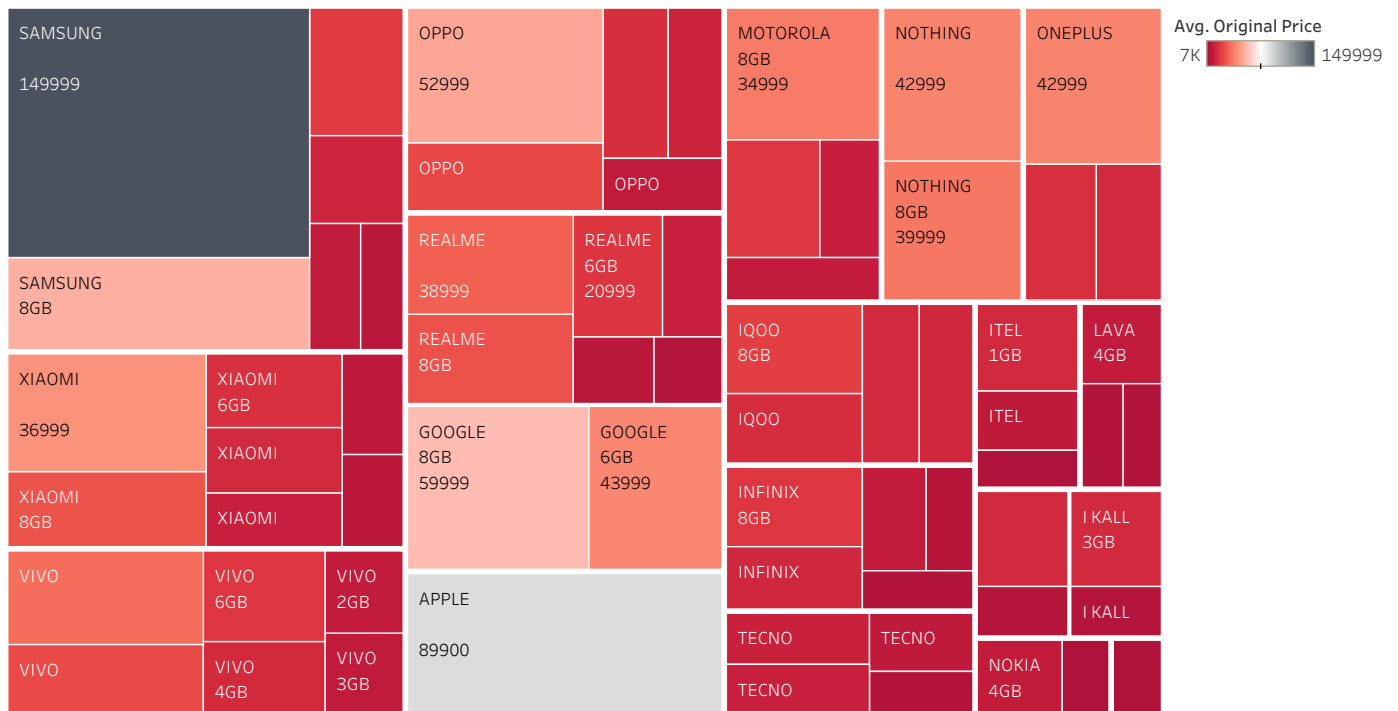 SAMSUNG
149999
SAMSUNG
8GB
XIAOMI
36999
XIAOMI
8GB
XIAOMI
6GB
XIAOMI
XIAOMI
VIVO
VIVO
VIVO
6GB
VIVO
4GB
VIVO
2GB
VIVO
3GB
OPPO
52999
OPPO
OPPO
REALME
38999
REALME
8GB
REALME
6GB
20999
GOOGLE
8GB
59999
GOOGLE
6GB
43999
APPLE
89900
MOTOROLA
8GB
34999
NOTHING
42999
NOTHING
8GB
39999
ONEPLUS
42999
IQOO
8GB
IQOO
INFINIX
8GB
INFINIX
TECNO
TECNO
TECNO
ITEL
1GB
ITEL
LAVA
4GB
I KALL
3GB
I KALL
NOKIA
4GB
Avg. Original Price
7K
149999